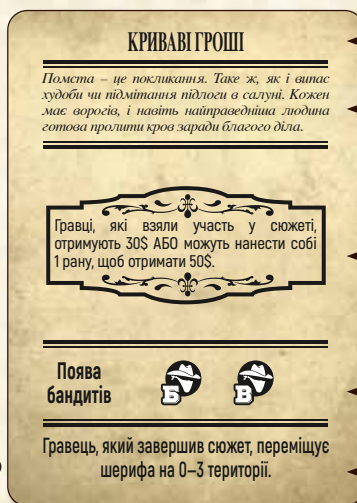 КРИВАВІ ГРОШІ
Помста – це покликання. Таке ж, як і випас
худоби чи підмітання підлоги в салуні. Кожен
має ворогів, і навіть найправедніша людина
готова пролити кров заради благого діла.
Гравці, які взяли участь у сюжеті,
отримують 30$ АБО можуть нанести собі
1 рану, щоб отримати 50$.
Поява
бандитів
Б В
Гравець, який завершив сюжет, переміщує
шерифа на 0–3 території.